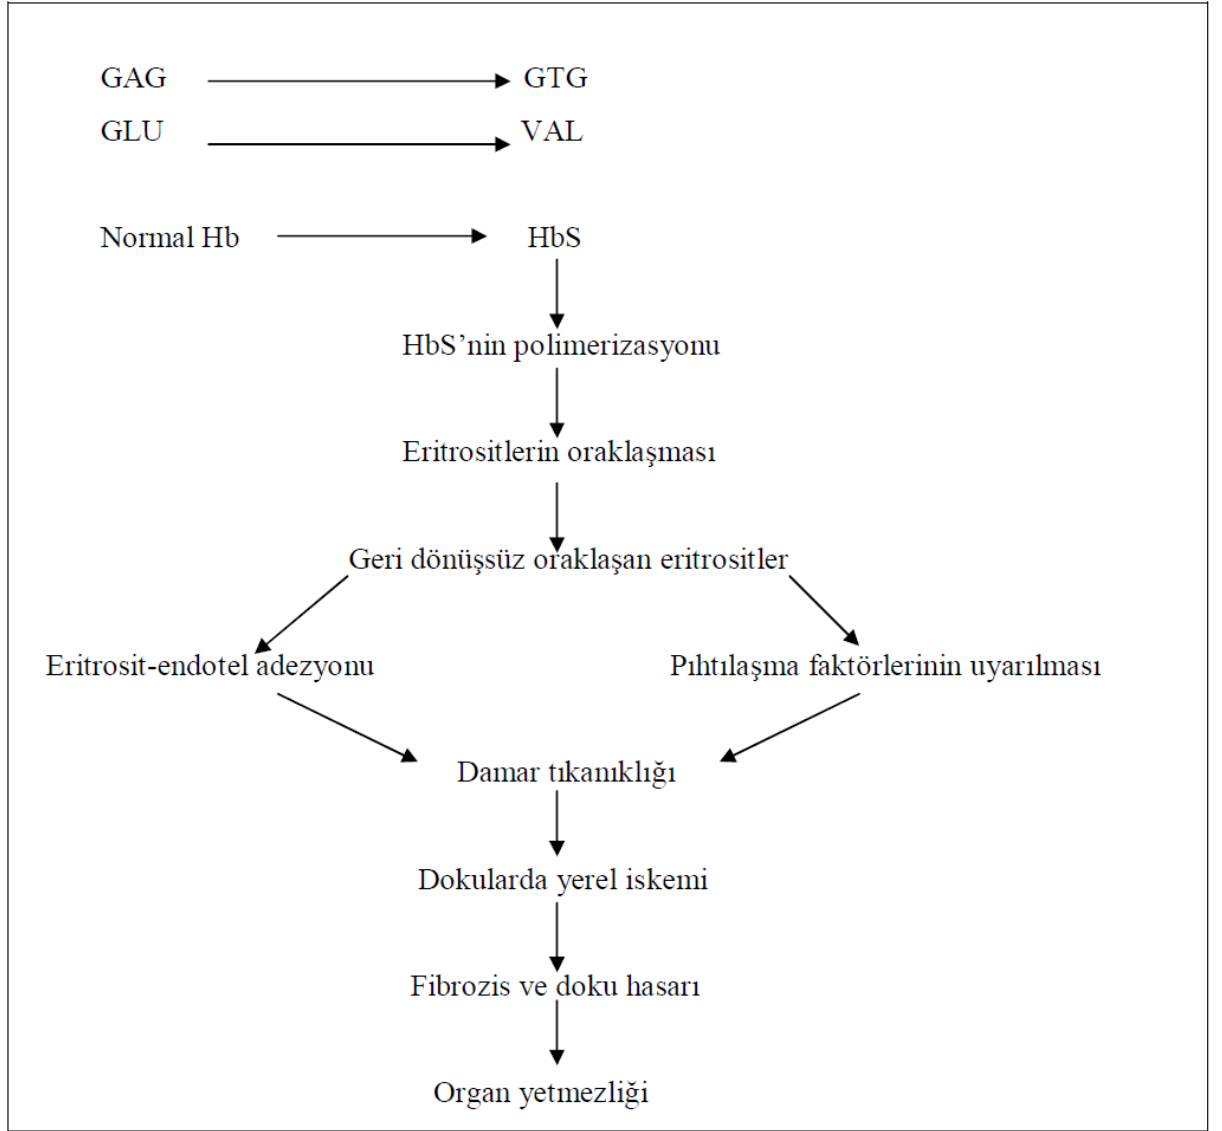 GAG GTG
GLU VAL
Normal Hb HbS
HbS’nin polimerizasyonu
Eritrositlerin oraklaşması
Geri dönüşsüz oraklaşan eritrositler
Eritrosit-endotel adezyonu Pıhtılaşma faktörlerinin uyarılması
Damar tıkanıklığı
Dokularda yerel iskemi
Fibrozis ve doku hasarı
Organ yetmezliği